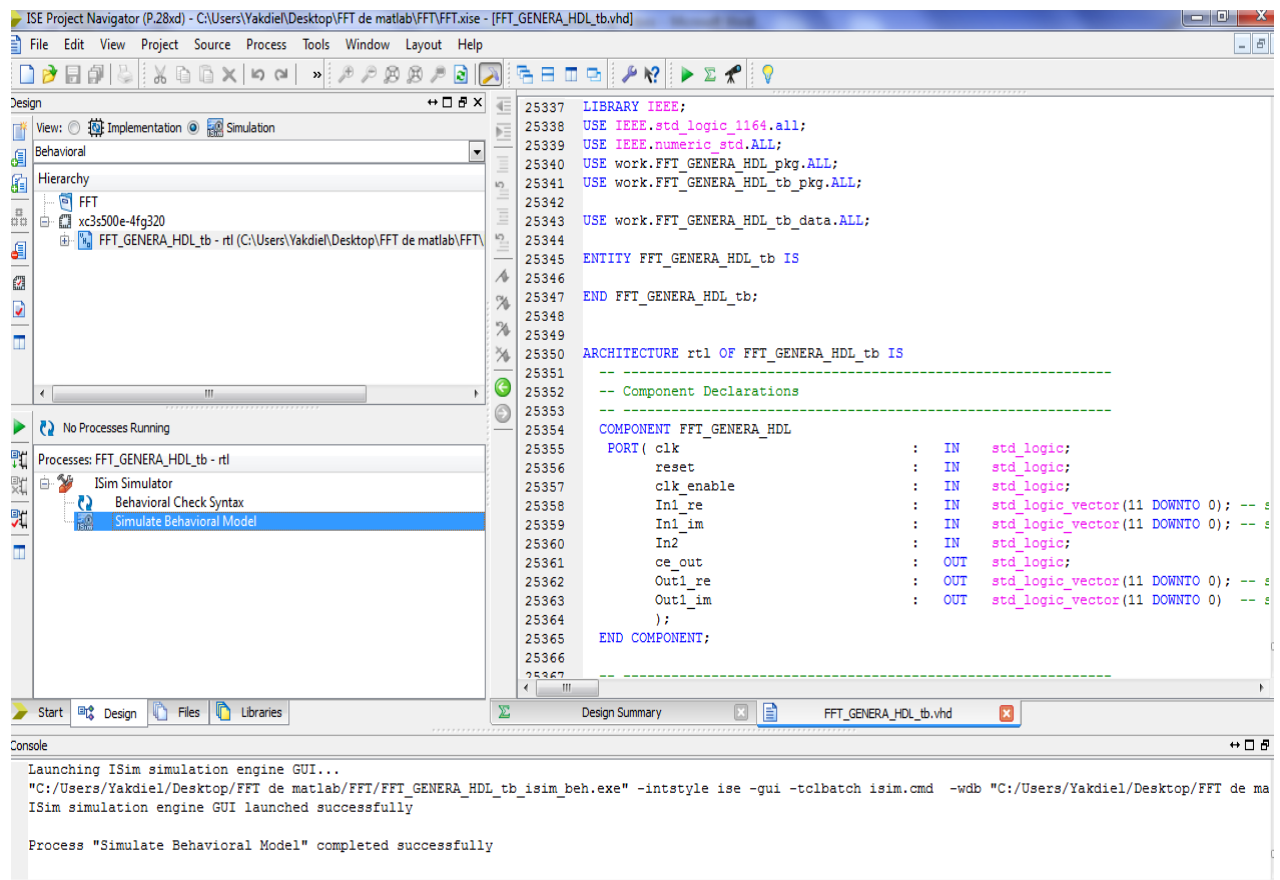 ISE Project Navigator (P.28xd) - C:\Users\Yakdiel\Desktop\FFT de matlab\FFT\FFT.xise - [FFT_GENERA_HDL_tb.vhd]
File Edit View Project Source Process Tools Window Layout Help
Design
View: Implementation Simulation
Behavioral
Hierarchy
FFT
xc3s500e-4fg320
FFT_GENERA_HDL_tb - rtl (C:\Users\Yakdiel\Desktop\FFT de matlab\FFT\
No Processes Running
Processes: FFT_GENERA_HDL_tb - rtl
ISim Simulator
Behavioral Check Syntax
Simulate Behavioral Model
Start Design Files Libraries
25337 LIBRARY IEEE;
25338 USE IEEE.std_logic_1164.all;
25339 USE IEEE.numeric_std.ALL;
25340 USE work.FFT_GENERA_HDL_pkg.ALL;
25341 USE work.FFT_GENERA_HDL_tb_pkg.ALL;
25342
25343 USE work.FFT_GENERA_HDL_tb_data.ALL;
25344
25345 ENTITY FFT_GENERA_HDL_tb IS
25346
25347 END FFT_GENERA_HDL_tb;
25348
25349
25350 ARCHITECTURE rtl OF FFT_GENERA_HDL_tb IS
25351 -- -------------------------------------------------------------
25352 -- Component Declarations
25353 -- -------------------------------------------------------------
25354 COMPONENT FFT_GENERA_HDL
25355 PORT( clk : IN std_logic;
25356 reset : IN std_logic;
25357 clk_enable : IN std_logic;
25358 In1_re : IN std_logic_vector(11 DOWNTO 0); -- s
25359 In1_im : IN std_logic_vector(11 DOWNTO 0); -- s
25360 In2 : IN std_logic;
25361 ce_out : OUT std_logic;
25362 Out1_re : OUT std_logic_vector(11 DOWNTO 0); -- s
25363 Out1_im : OUT std_logic_vector(11 DOWNTO 0) -- s
25364 );
25365 END COMPONENT;
25366
25367 -- -------------------------------------------------------------
Design Summary FFT_GENERA_HDL_tb.vhd
Console
Launching ISim simulation engine GUI...
"C:/Users/Yakdiel/Desktop/FFT de matlab/FFT/FFT_GENERA_HDL_tb_isim_beh.exe" -intstyle ise -gui -tclbatch isim.cmd -wdb "C:/Users/Yakdiel/Desktop/FFT de ma
ISim simulation engine GUI launched successfully
Process "Simulate Behavioral Model" completed successfully